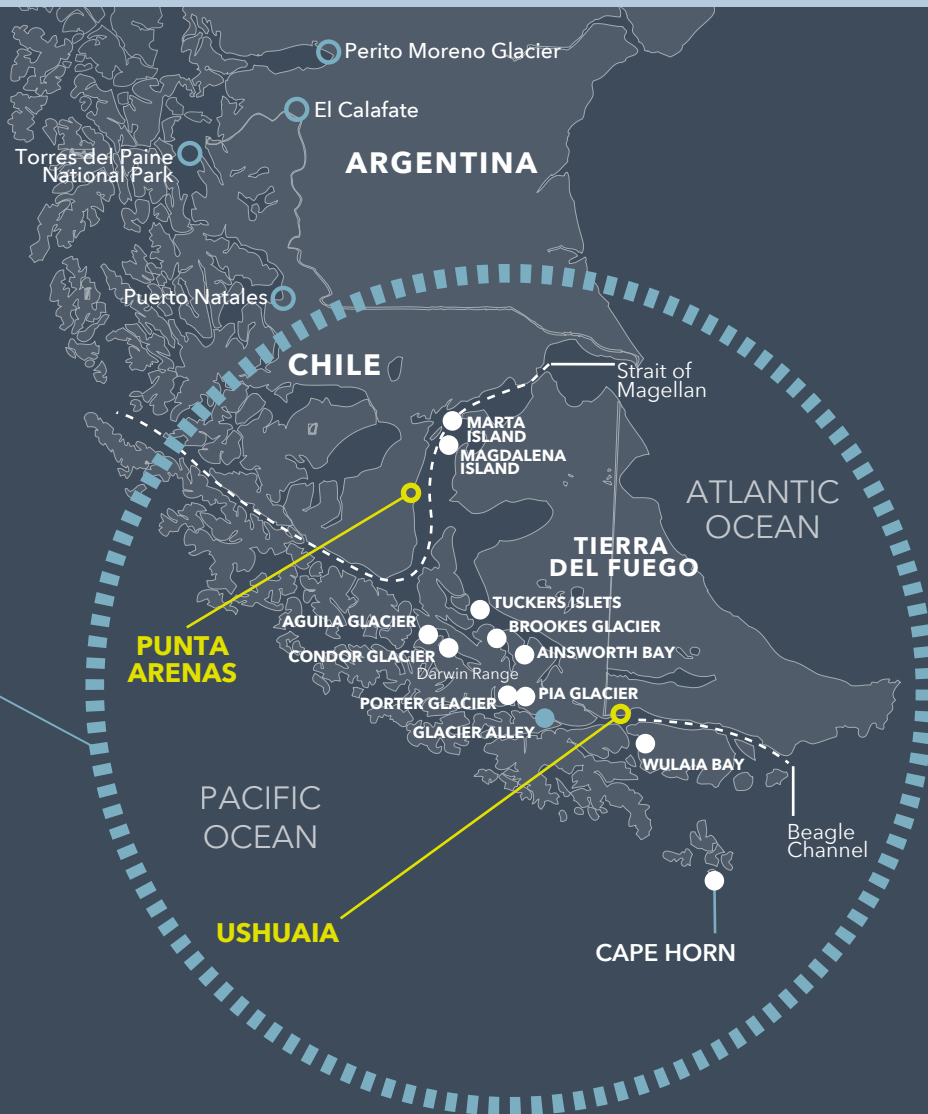 Perito Moreno Glacier
El Calafate
Torres del Paine
National Park
ARGENTINA
Puerto Natales
CHILE
Strait of
Magellan
MARTA
ISLAND
MAGDALENA
ISLAND
ATLANTIC
OCEAN
TIERRA
DEL FUEGO
TUCKERS ISLETS
AGUILA GLACIER
BROOKES GLACIER
PUNTA
ARENAS
CONDOR GLACIER
AINSWORTH BAY
Darwin Range
PORTER GLACIER
PIA GLACIER
GLACIER ALLEY
WULAIA BAY
PACIFIC
OCEAN
Beagle
Channel
USHUAIA
CAPE HORN